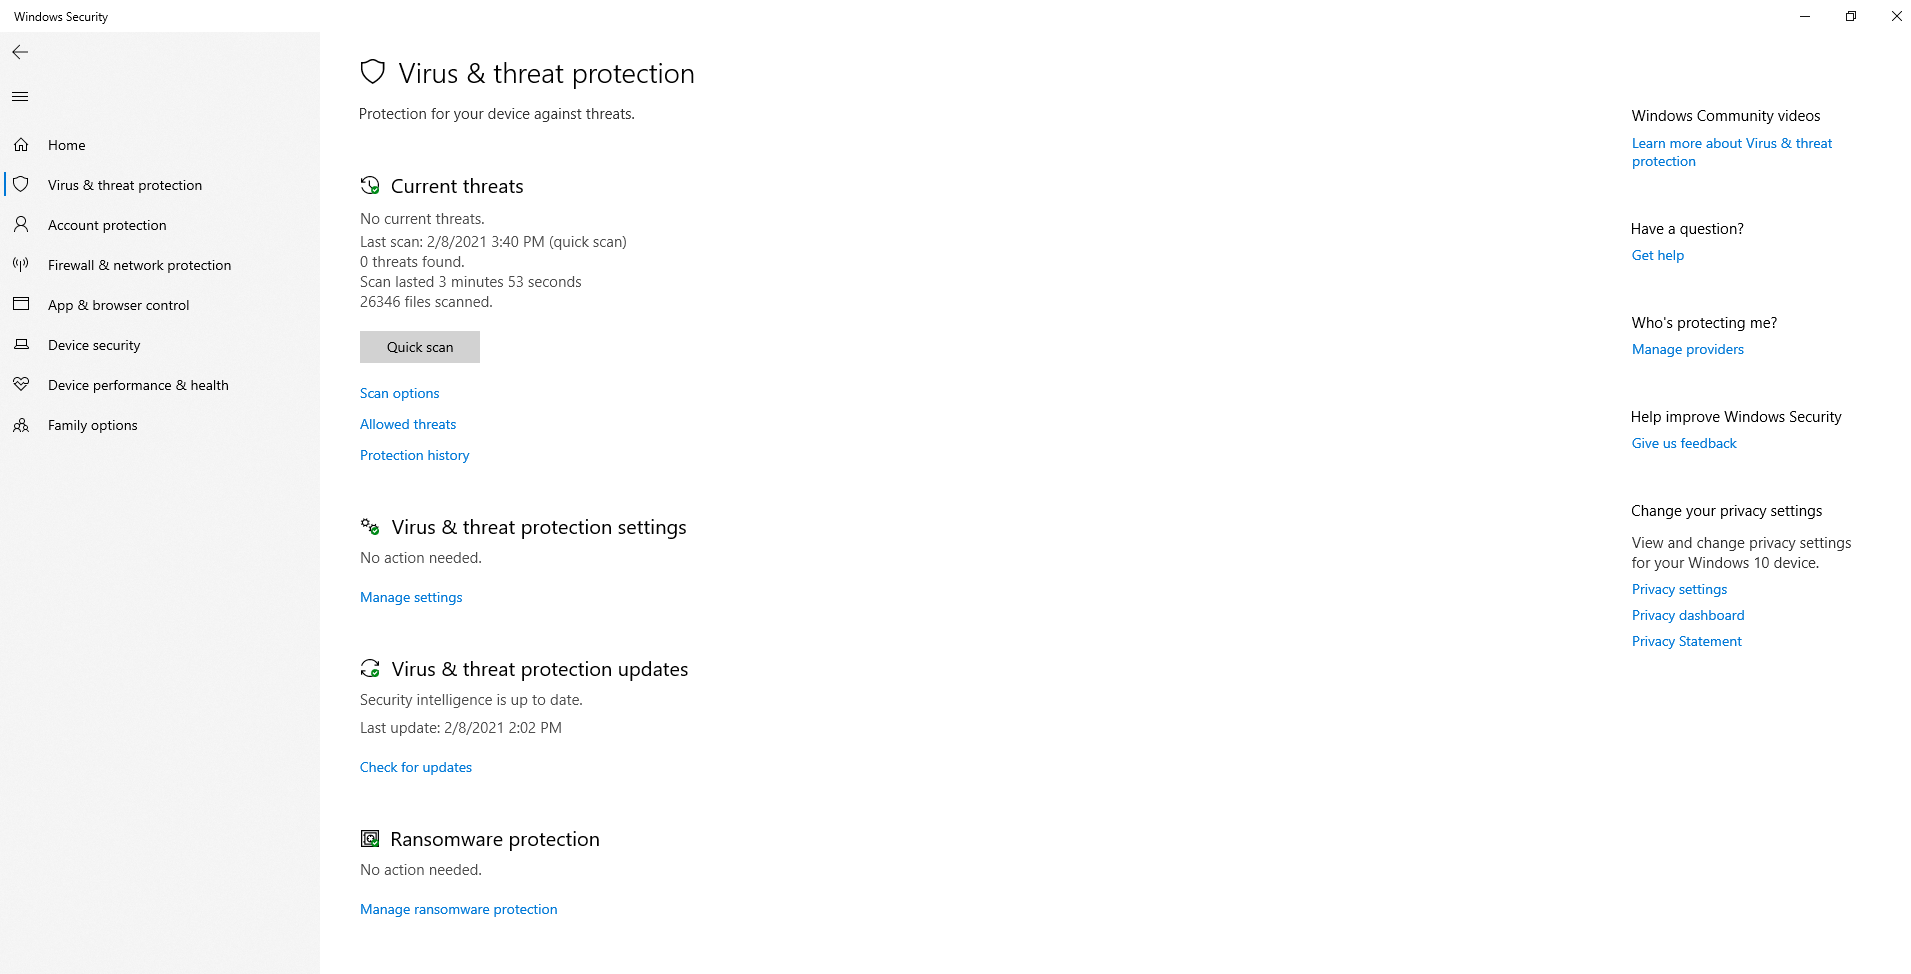 Windows Security
Home
Virus & threat protection
Account protection
Firewall & network protection
App & browser control
Device security
Device performance & health
Family options
Virus & threat protection
Protection for your device against threats.
Current threats
No current threats.
Last scan: 2/8/2021 3:40 PM (quick scan)
0 threats found.
Scan lasted 3 minutes 53 seconds
26346 files scanned.
Quick scan
Scan options
Allowed threats
Protection history
Virus & threat protection settings
No action needed.
Manage settings
Virus & threat protection updates
Security intelligence is up to date.
Last update: 2/8/2021 2:02 PM
Check for updates
Ransomware protection
No action needed.
Manage ransomware protection
Windows Community videos
Learn more about Virus & threat
protection
Have a question?
Get help
Who's protecting me?
Manage providers
Help improve Windows Security
Give us feedback
Change your privacy settings
View and change privacy settings
for your Windows 10 device.
Privacy settings
Privacy dashboard
Privacy Statement